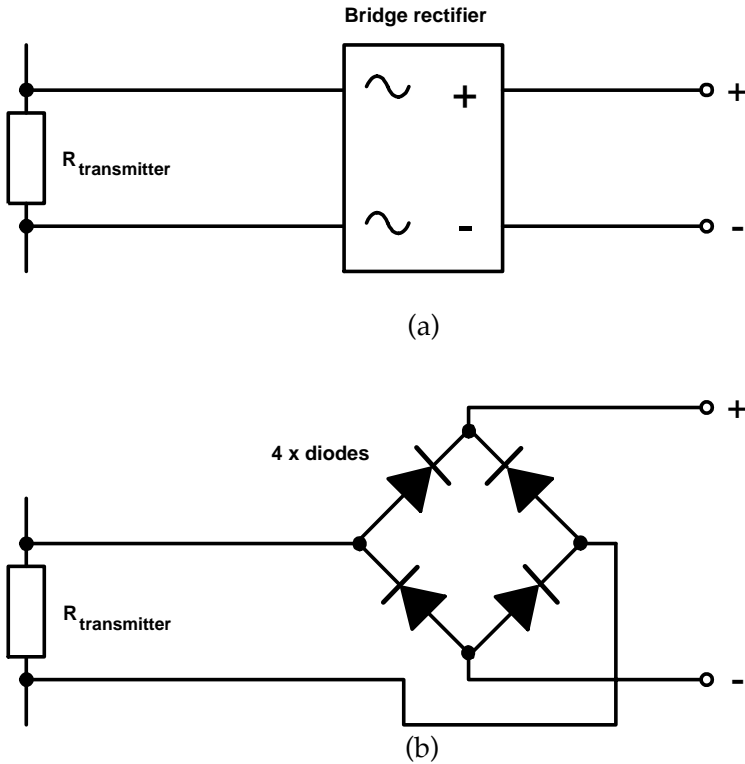 Bridge rectifier
+
+
R transmitter
-
-
(a)
+
4 x diodes
R transmitter
-
(b)